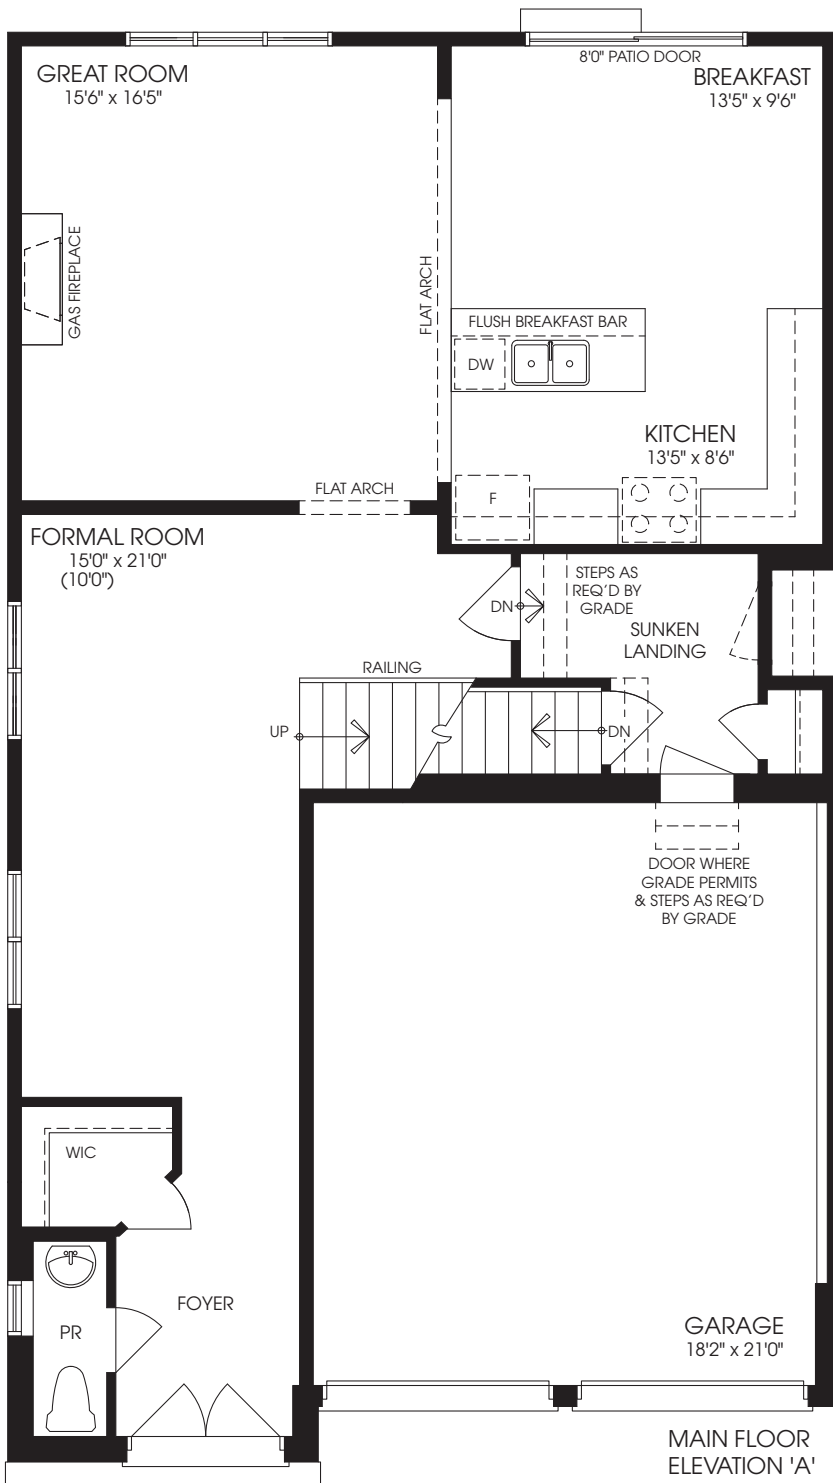 8'0" PATIO DOOR
GREAT ROOM
15'6" x 16'5"
BREAKFAST
13'5" x 9'6"
GAS FIREPLACE
FLAT ARCH
FLUSH BREAKFAST BAR
DW
KITCHEN
13'5" x 8'6"
F
FLAT ARCH
FORMAL ROOM
15'0" x 21'0"
(10'0")
STEPS AS
REQ'D BY
GRADE
DN
SUNKEN
LANDING
RAILING
UP
DN
DOOR WHERE
GRADE PERMITS
& STEPS AS REQ'D
BY GRADE
WIC
FOYER
PR
GARAGE
18'2" x 21'0"
MAIN FLOOR
ELEVATION 'A'